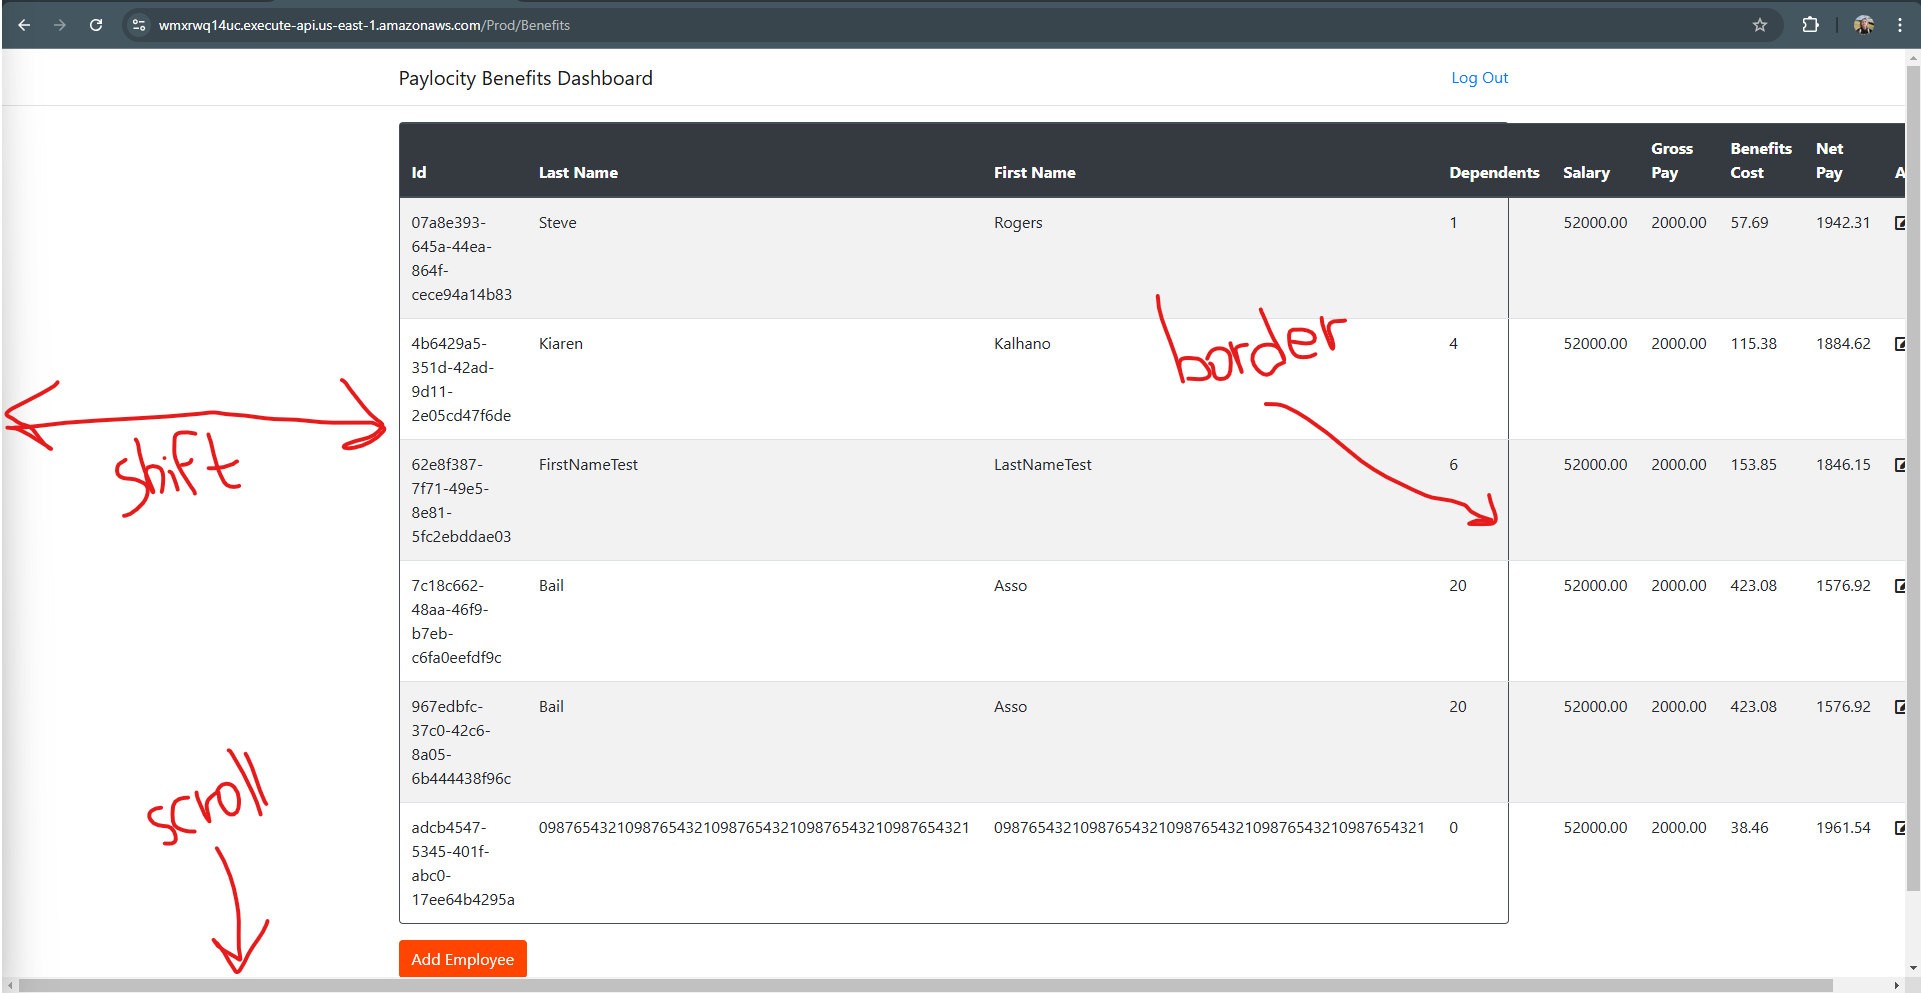 wmxrwq14uc.execute-api.us-east-1.amazonaws.com/Prod/Benefits
Paylocity Benefits Dashboard Log Out
Id Last Name First Name Dependents Salary Gross Pay Benefits Cost Net Pay A
07a8e393-
645a-44ea-
864f-
cece94a14b83 Steve Rogers 1 52000.00 2000.00 57.69 1942.31
4b6429a5-
351d-42ad-
9d11-
2e05cd47f6de Kiaren Kalhano 4 52000.00 2000.00 115.38 1884.62
border
shift
62e8f387-
7f71-49e5-
8e81-
5fc2ebddae03 FirstNameTest LastNameTest 6 52000.00 2000.00 153.85 1846.15
7c18c662-
48aa-46f9-
b7eb-
c6fa0eefdf9c Bail Asso 20 52000.00 2000.00 423.08 1576.92
967edbfc-
37c0-42c6-
8a05-
6b444438f96c Bail Asso 20 52000.00 2000.00 423.08 1576.92
scroll
adcb4547-
5345-401f-
abc0-
17ee64b4295a 09876543210987654321098765432109876543210987654321 09876543210987654321098765432109876543210987654321 0 52000.00 2000.00 38.46 1961.54
Add Employee